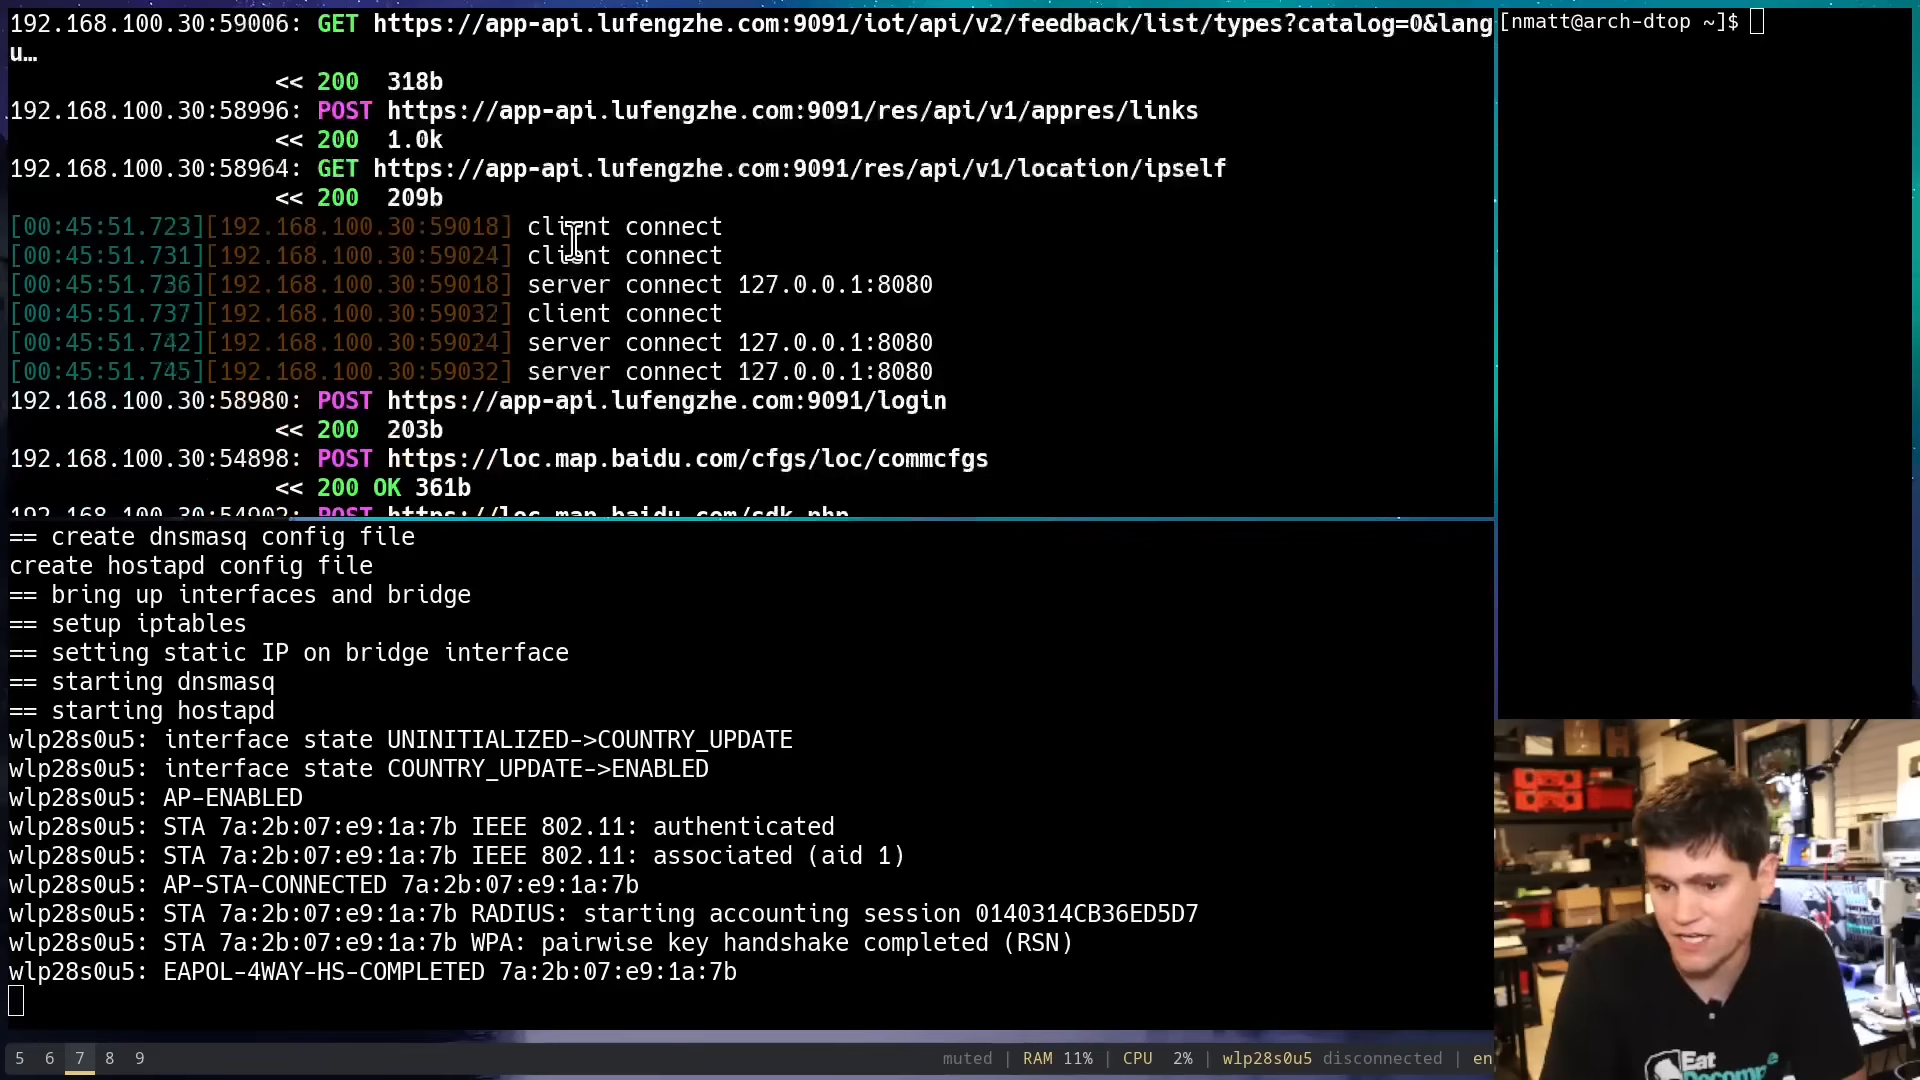 192.168.100.30:59006: GET https://app-api.lufengzhe.com:9091/iot/api/v2/feedback/list/types?catalog=0&lang
u…
<< 200 318b
192.168.100.30:58996: POST https://app-api.lufengzhe.com:9091/res/api/v1/appres/links
<< 200 1.0k
192.168.100.30:58964: GET https://app-api.lufengzhe.com:9091/res/api/v1/location/ipself
<< 200 209b
[00:45:51.723][192.168.100.30:59018] client connect
[00:45:51.731][192.168.100.30:59024] client connect
[00:45:51.736][192.168.100.30:59018] server connect 127.0.0.1:8080
[00:45:51.737][192.168.100.30:59032] client connect
[00:45:51.742][192.168.100.30:59024] server connect 127.0.0.1:8080
[00:45:51.745][192.168.100.30:59032] server connect 127.0.0.1:8080
192.168.100.30:58980: POST https://app-api.lufengzhe.com:9091/login
<< 200 203b
192.168.100.30:54898: POST https://loc.map.baidu.com/cfgs/loc/commcfgs
<< 200 OK 361b
192.168.100.30:54902: POST https://loc.map.baidu.com/sdk.php
[nmatt@arch-dtop ~]$
== create dnsmasq config file
create hostapd config file
== bring up interfaces and bridge
== setup iptables
== setting static IP on bridge interface
== starting dnsmasq
== starting hostapd
wlp28s0u5: interface state UNINITIALIZED->COUNTRY_UPDATE
wlp28s0u5: interface state COUNTRY_UPDATE->ENABLED
wlp28s0u5: AP-ENABLED
wlp28s0u5: STA 7a:2b:07:e9:1a:7b IEEE 802.11: authenticated
wlp28s0u5: STA 7a:2b:07:e9:1a:7b IEEE 802.11: associated (aid 1)
wlp28s0u5: AP-STA-CONNECTED 7a:2b:07:e9:1a:7b
wlp28s0u5: STA 7a:2b:07:e9:1a:7b RADIUS: starting accounting session 0140314CB36ED5D7
wlp28s0u5: STA 7a:2b:07:e9:1a:7b WPA: pairwise key handshake completed (RSN)
wlp28s0u5: EAPOL-4WAY-HS-COMPLETED 7a:2b:07:e9:1a:7b
5 6 7 8 9
muted | RAM 11% | CPU 2% | wlp28s0u5 disconnected | en
Eat